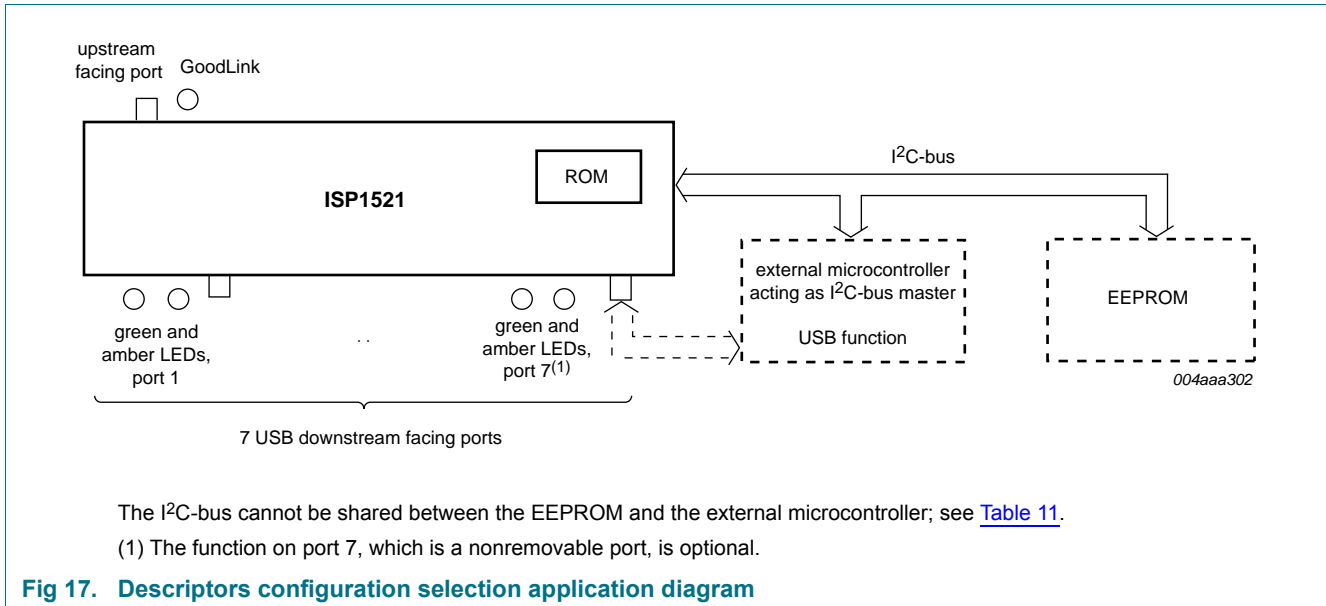 upstream
facing port
GoodLink
I2C-bus
ROM
ISP1521
external microcontroller
acting as I2C-bus master
USB function
EEPROM
green and
amber LEDs,
port 1
. .
green and
amber LEDs,
port 7(1)
004aaa302
7 USB downstream facing ports
The I2C-bus cannot be shared between the EEPROM and the external microcontroller; see Table 11.
(1) The function on port 7, which is a nonremovable port, is optional.
Fig 17. Descriptors configuration selection application diagram